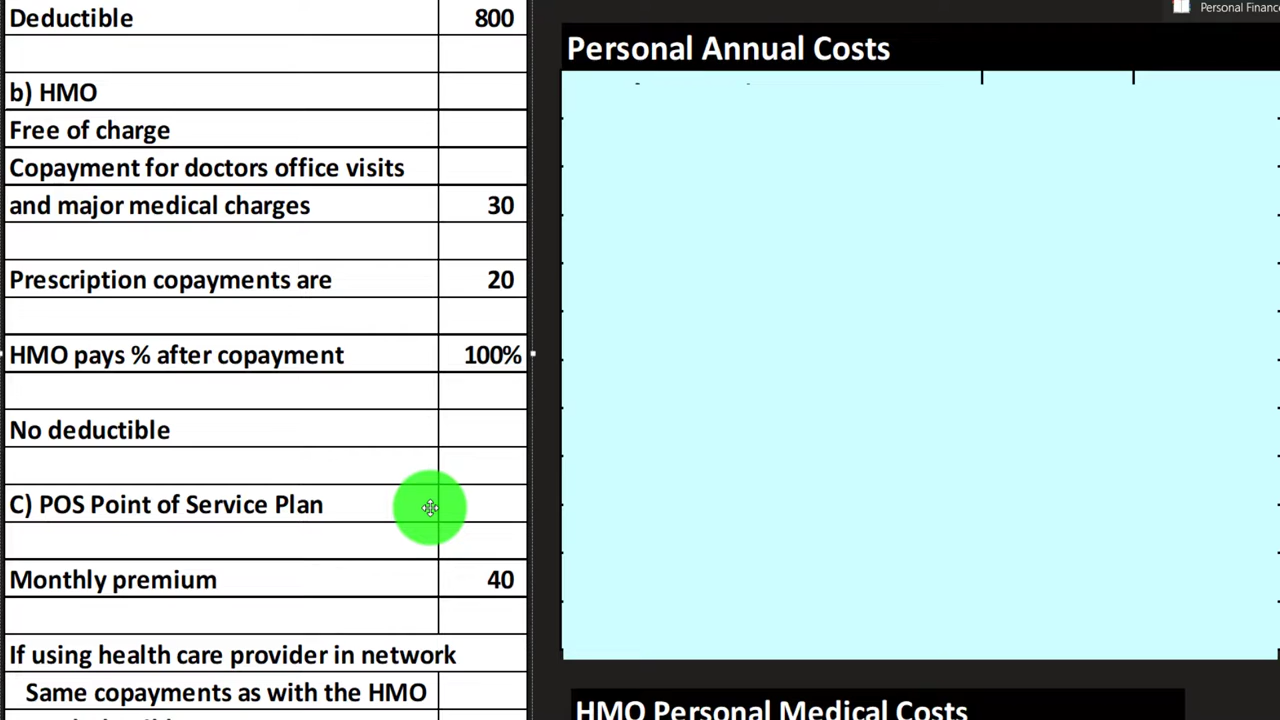 Deductible 800
b) HMO
Free of charge
Copayment for doctors office visits
and major medical charges 30
Prescription copayments are 20
HMO pays % after copayment 100%
No deductible
C) POS Point of Service Plan
Monthly premium 40
If using health care provider in network
Same copayments as with the HMO
Personal Finance
Personal Annual Costs
HMO Personal Medical Costs